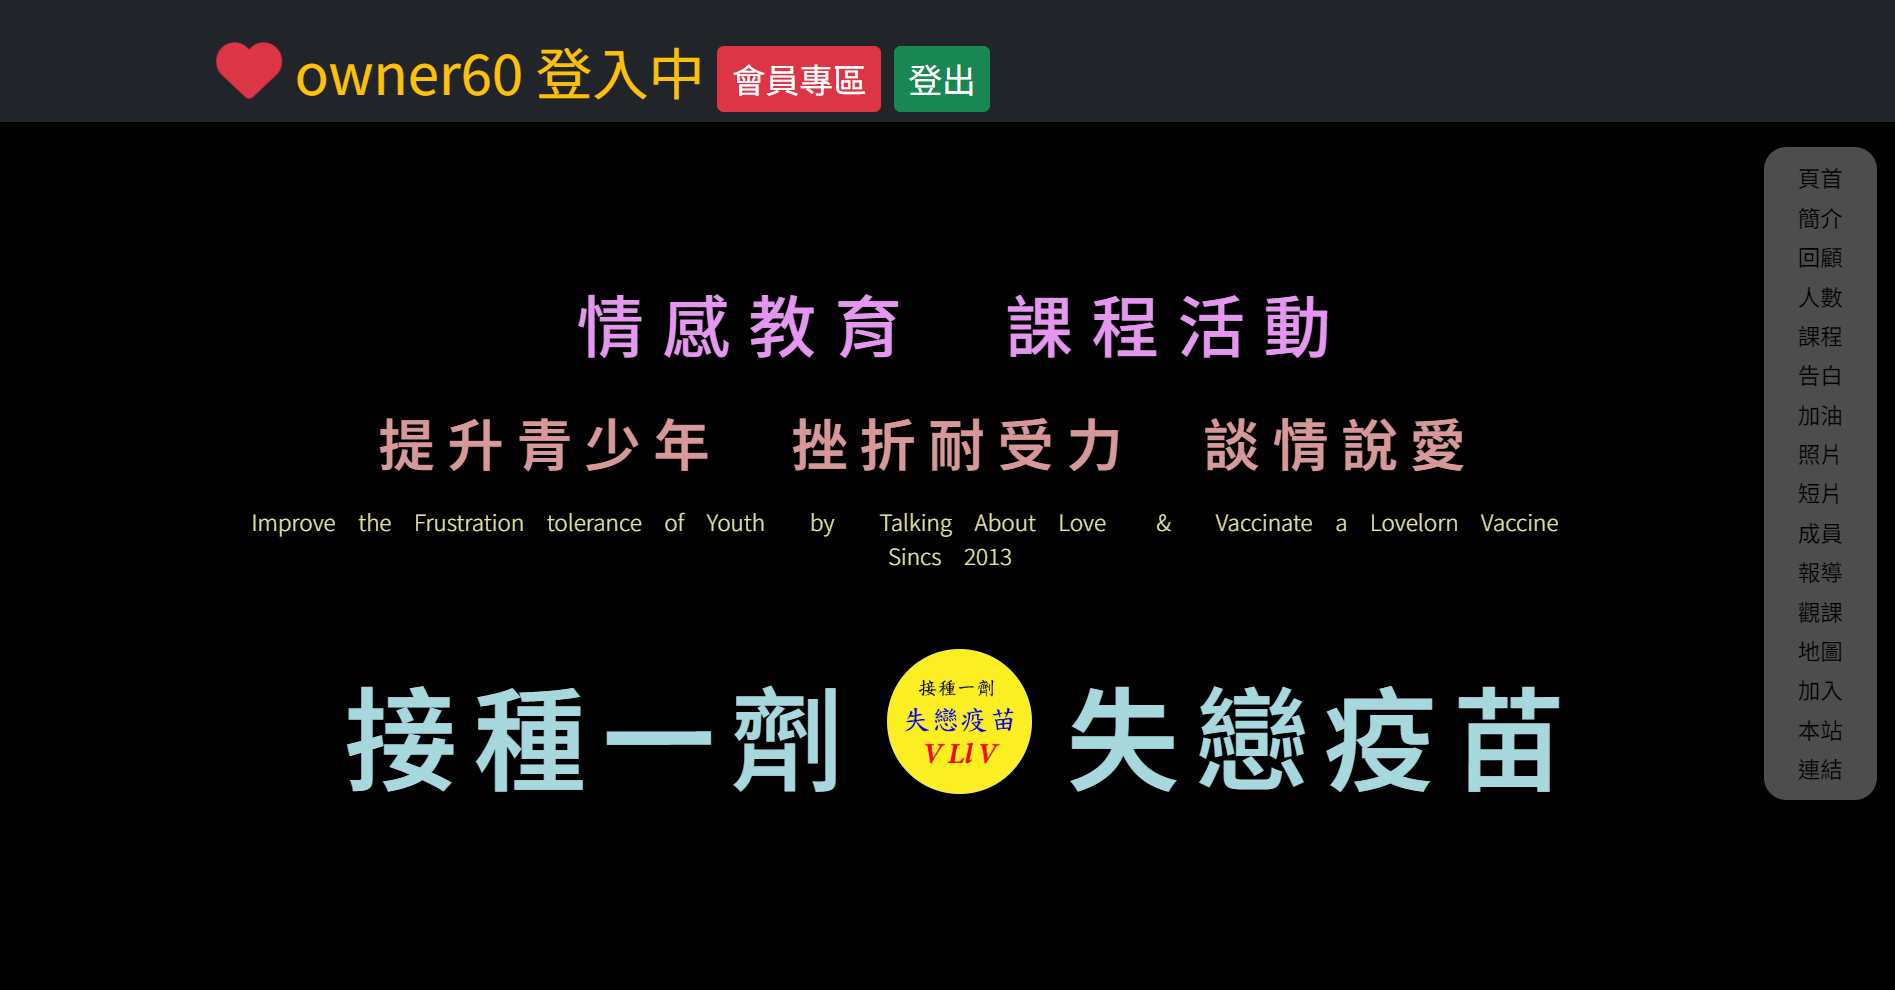 owner60 登入中 會員專區 登出
情感教育 課程活動
提升青少年 挫折耐受力 談情說愛
Improve the Frustration tolerance of Youth by Talking About Love & Vaccinate a Lovelorn Vaccine
Sincs 2013
接種一劑 失戀疫苗
接種一劑
失戀疫苗
VLlV
頁首
簡介
回顧
人數
課程
告白
加油
照片
短片
成員
報導
觀課
地圖
加入
本站
連結